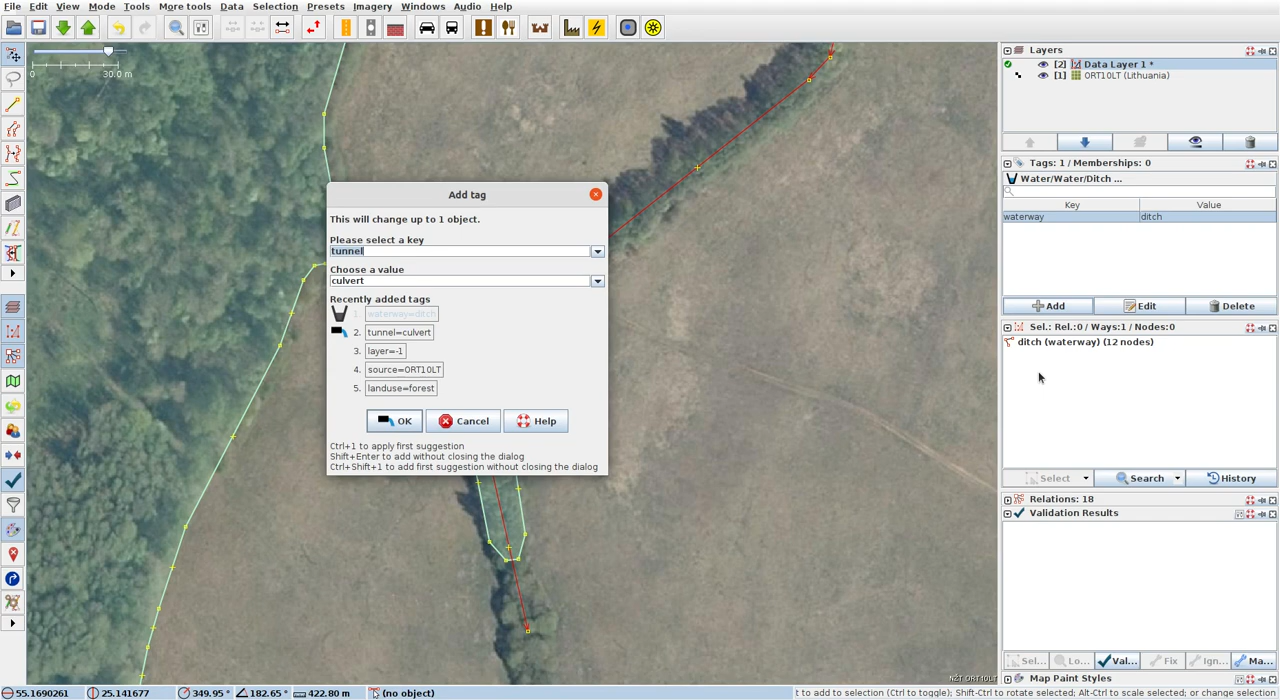 File Edit View Mode Tools More tools Data Selection Presets Imagery Windows Audio Help
0 30.0 m
Layers
[2] Data Layer 1 *
[1] ORT10LT (Lithuania)
Tags: 1 / Memberships: 0
Water/Water/Ditch ...
Key Value
waterway ditch
Add Edit Delete
Sel.: Rel.:0 / Ways:1 / Nodes:0
ditch (waterway) (12 nodes)
Select Search History
Relations: 18
Validation Results
Sel... Lo... Val... Fix Ign... Ma...
Map Paint Styles
Add tag
This will change up to 1 object.
Please select a key
tunnel
Choose a value
culvert
Recently added tags
1. waterway=ditch
2. tunnel=culvert
3. layer=-1
4. source=ORT10LT
5. landuse=forest
OK Cancel Help
Ctrl+1 to apply first suggestion
Shift+Enter to add without closing the dialog
Ctrl+Shift+1 to add first suggestion without closing the dialog
NŽT ORT10LT
55.1690261 25.141677 349.95 ° 182.65 ° 422.80 m (no object) t to add to selection (Ctrl to toggle); Shift-Ctrl to rotate selected; Alt-Ctrl to scale selected; or change selection